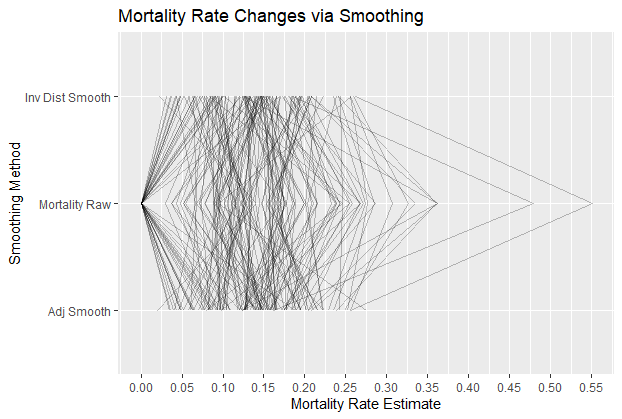 Mortality Rate Changes via Smoothing
Smoothing Method
Inv Dist Smooth
Mortality Raw
Adj Smooth
0.00 0.05 0.10 0.15 0.20 0.25 0.30 0.35 0.40 0.45 0.50 0.55
Mortality Rate Estimate